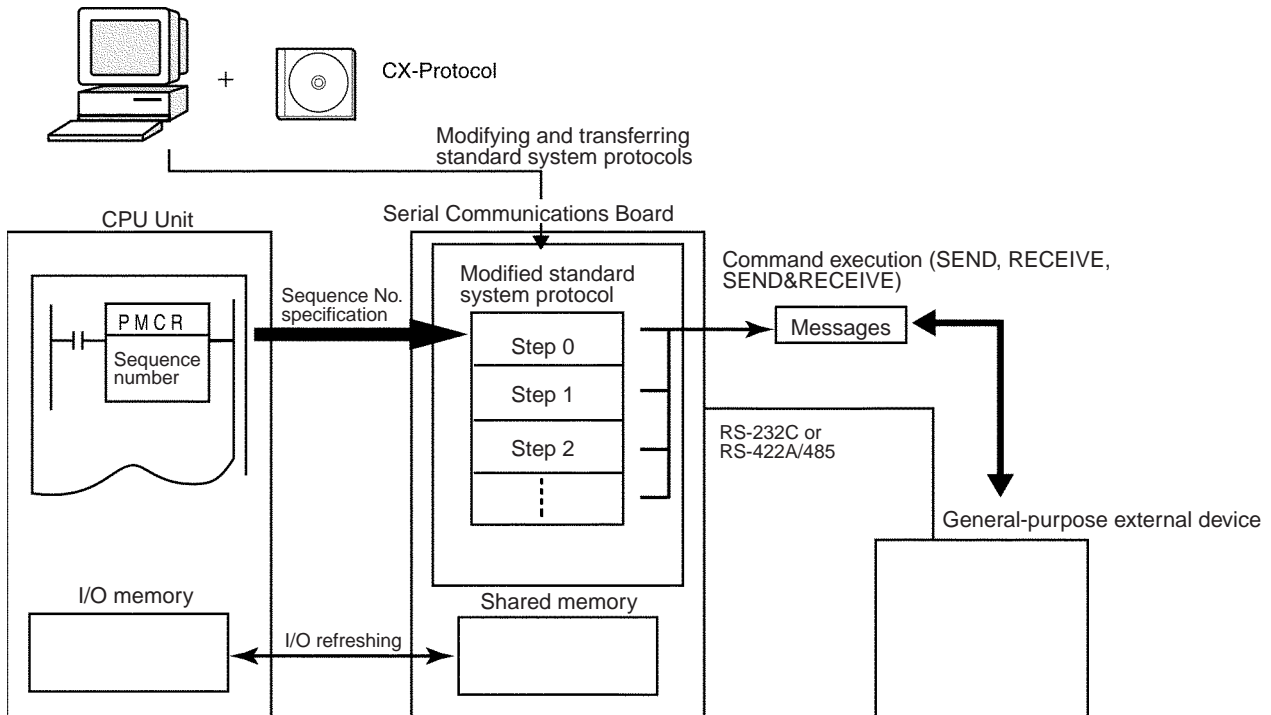 +
CX-Protocol
Modifying and transferring
standard system protocols
CPU Unit
Serial Communications Board
PMCR
Sequence
number
Sequence No.
specification
Modified standard
system protocol
Step 0
Step 1
Step 2
Command execution (SEND, RECEIVE,
SEND&RECEIVE)
Messages
RS-232C or
RS-422A/485
General-purpose external device
I/O memory
I/O refreshing
Shared memory